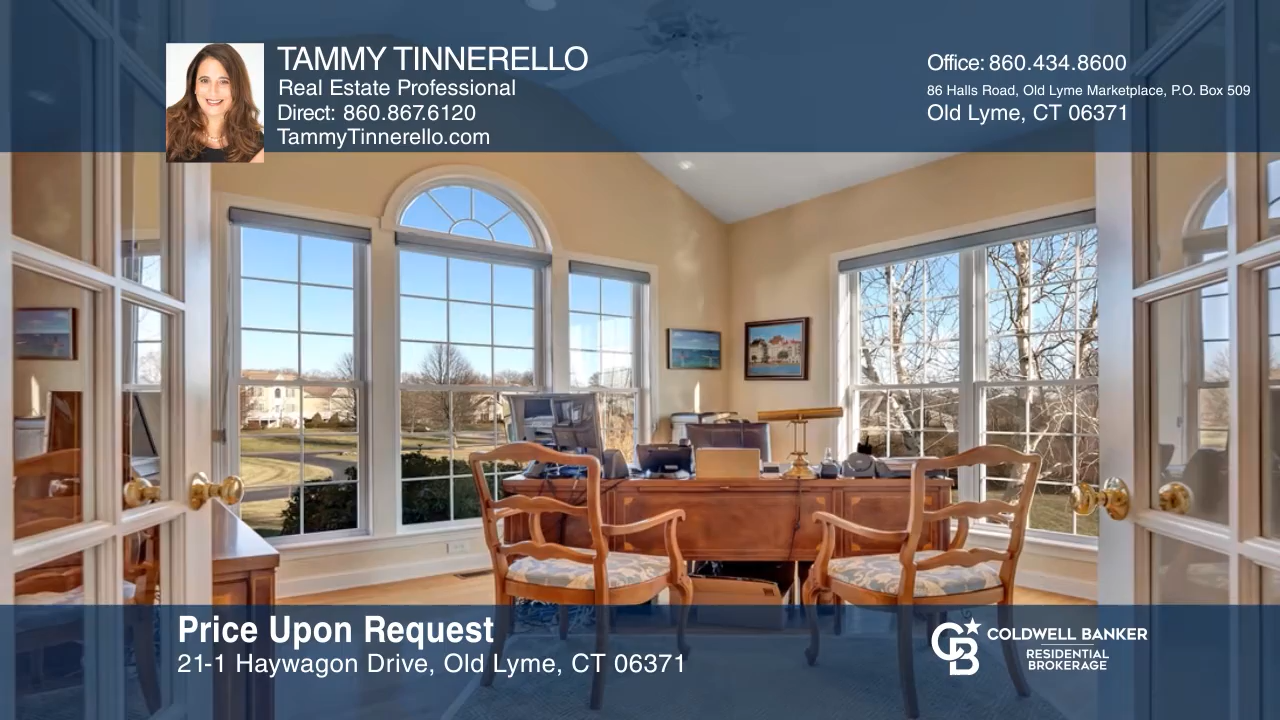 TAMMY TINNERELLO
Real Estate Professional
Direct: 860.867.6120
TammyTinnerello.com
Office: 860.434.8600
86 Halls Road, Old Lyme Marketplace, P.O. Box 509
Old Lyme, CT 06371
Price Upon Request
21-1 Haywagon Drive, Old Lyme, CT 06371
CB
COLDWELL BANKER
RESIDENTIAL
BROKERAGE